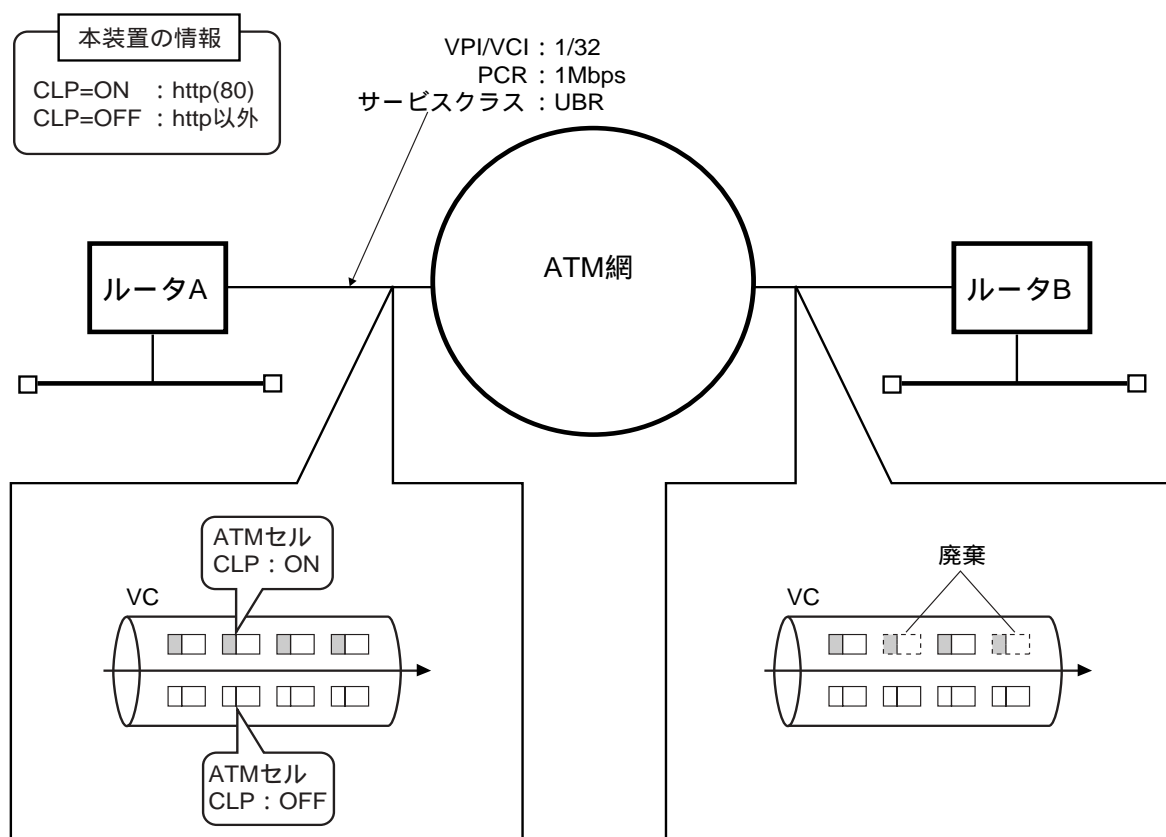 本装置の情報
CLP=ON ：http(80)
CLP=OFF ：http以外
VPI/VCI：1/32
PCR：1Mbps
サービスクラス：UBR
ルータA
ATM網
ルータB
ATMセル
CLP：ON
VC
ATMセル
CLP：OFF
廃棄
VC